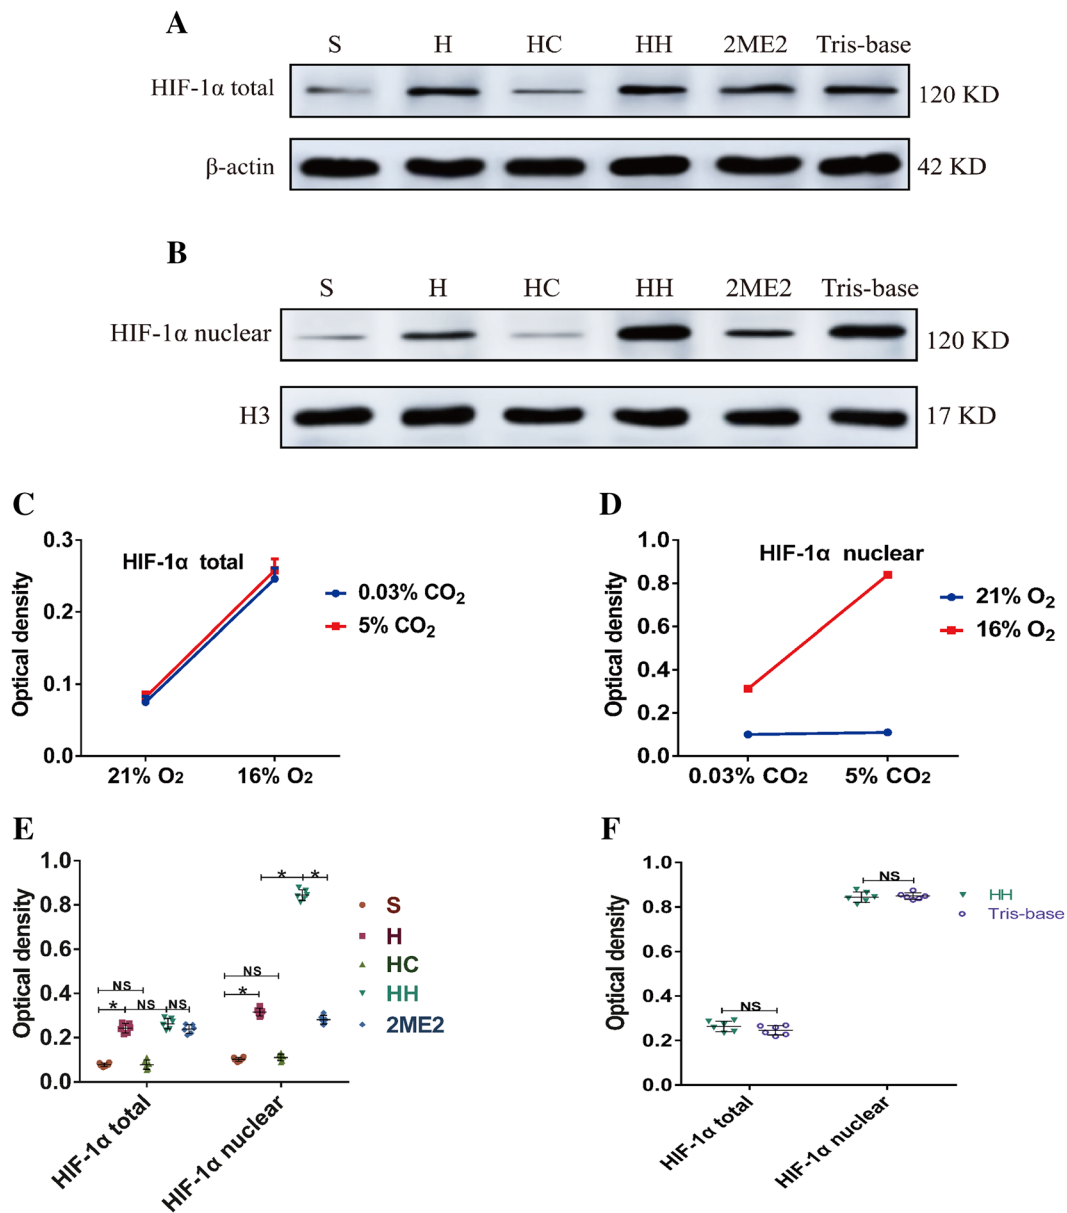 A
S H HC HH 2ME2 Tris-base
HIF-1α total 120 KD
β-actin 42 KD
B
S H HC HH 2ME2 Tris-base
HIF-1α nuclear 120 KD
H3 17 KD
C
Optical density
0.3
0.2
0.1
0.0
HIF-1α total
0.03% CO2
5% CO2
21% O2 16% O2
D
Optical density
1.0
0.8
0.6
0.4
0.2
0.0
HIF-1α nuclear
21% O2
16% O2
0.03% CO2 5% CO2
E
Optical density
1.0
0.8
0.6
0.4
0.2
0.0
* *
NS
*
NS
* NS NS
S
H
HC
HH
2ME2
HIF-1α total
HIF-1α nuclear
F
Optical density
1.0
0.8
0.6
0.4
0.2
0.0
NS
NS
HH
Tris-base
HIF-1α total
HIF-1α nuclear